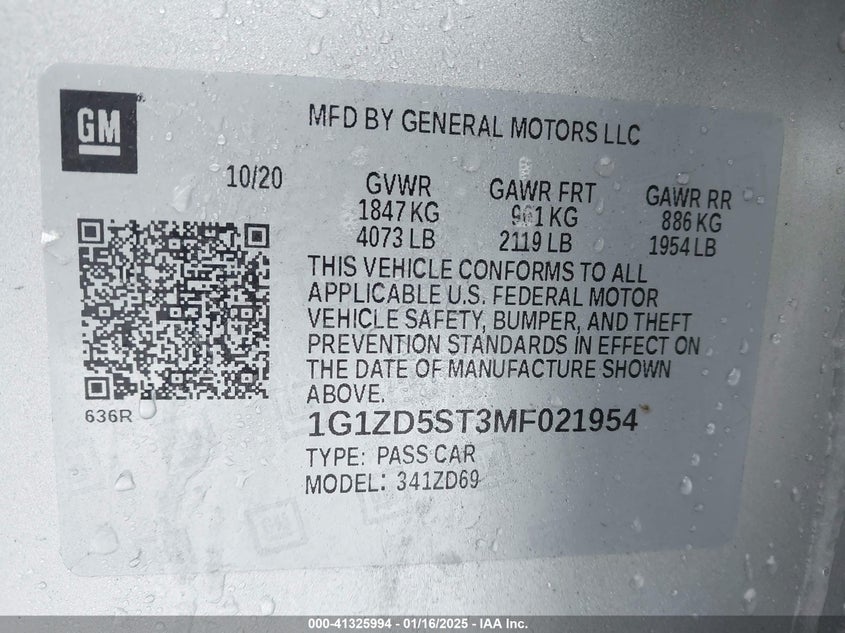 GM
MFD BY GENERAL MOTORS LLC
10/20
GVWR GAWR FRT GAWR RR
1847 KG 961 KG 886 KG
4073 LB 2119 LB 1954 LB
THIS VEHICLE CONFORMS TO ALL
APPLICABLE U.S. FEDERAL MOTOR
VEHICLE SAFETY, BUMPER, AND THEFT
PREVENTION STANDARDS IN EFFECT ON
THE DATE OF MANUFACTURE SHOWN
ABOVE.
636R
1G1ZD5ST3MF021954
TYPE: PASS CAR
MODEL: 341ZD69
000-41325994 - 01/16/2025 - IAA Inc.